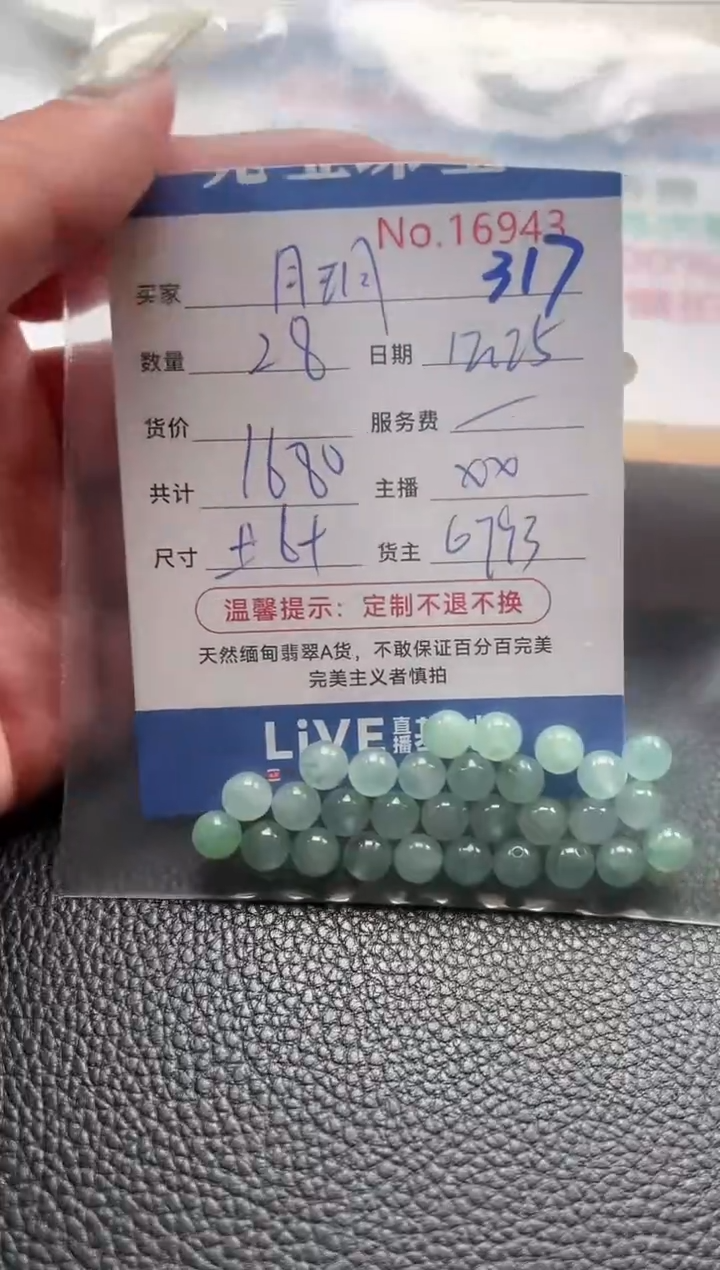 No.16943
买家 317
数量 28 日期 12.25
货价 服务费
共计 1680 主播 xx
尺寸 ±6+ 货主 6793
温馨提示：定制不退不换
天然缅甸翡翠A货，不敢保证百分百完美
完美主义者慎拍
LiVE 直播